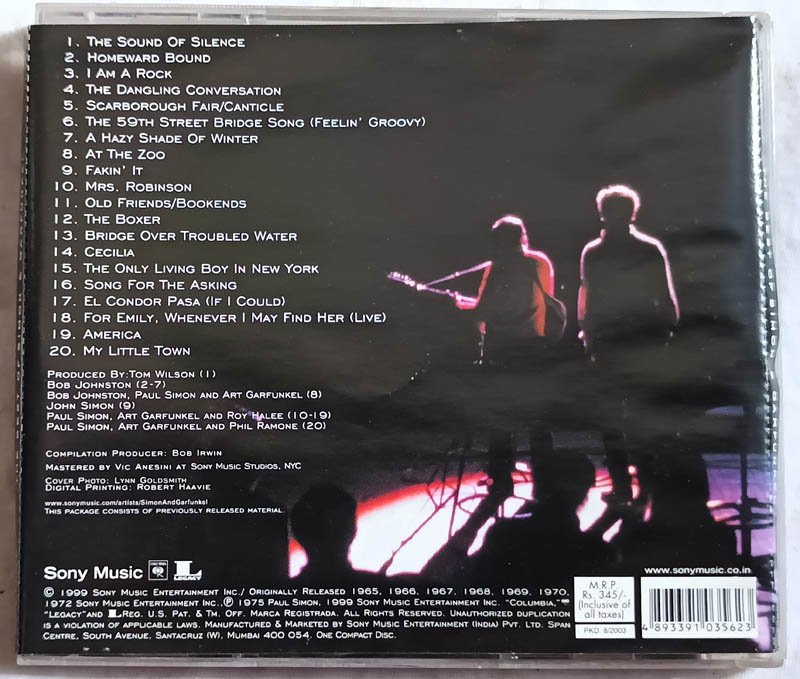 1. The Sound Of Silence
2. Homeward Bound
3. I Am A Rock
4. The Dangling Conversation
5. Scarborough Fair/Canticle
6. The 59th Street Bridge Song (Feelin' Groovy)
7. A Hazy Shade Of Winter
8. At The Zoo
9. Fakin' It
10. Mrs. Robinson
11. Old Friends/Bookends
12. The Boxer
13. Bridge Over Troubled Water
14. Cecilia
15. The Only Living Boy In New York
16. Song For The Asking
17. El Condor Pasa (If I Could)
18. For Emily, Whenever I May Find Her (Live)
19. America
20. My Little Town
Produced By: Tom Wilson (1)
Bob Johnston (2-7)
Bob Johnston, Paul Simon and Art Garfunkel (8)
John Simon (9)
Paul Simon, Art Garfunkel and Roy Halee (10-19)
Paul Simon, Art Garfunkel and Phil Ramone (20)
Compilation Producer: Bob Irwin
Mastered by Vic Anesini at Sony Music Studios, NYC
Cover Photo: Lynn Goldsmith
Digital Printing: Robert Haavie
www.sonymusic.com/artists/SimonAndGarfunkel
This package consists of previously released material.
Sony Music
L
LEGACY
www.sonymusic.co.in
© 1999 Sony Music Entertainment Inc./ Originally Released 1965, 1966, 1967, 1968, 1969, 1970,
1972 Sony Music Entertainment Inc., ℗ 1975 Paul Simon, 1999 Sony Music Entertainment Inc. "Columbia,"
"Legacy" and L Reg. U.S. Pat. & Tm. Off. Marca Registrada. All Rights Reserved. Unauthorized duplication
is a violation of applicable laws. Manufactured & Marketed by Sony Music Entertainment (India) Pvt. Ltd. Span
Centre, South Avenue, Santacruz (W), Mumbai 400 054. One Compact Disc.
M.R.P.
Rs. 345/-
(Inclusive of
all taxes)
PKD. 8/2003
4 893391 035623